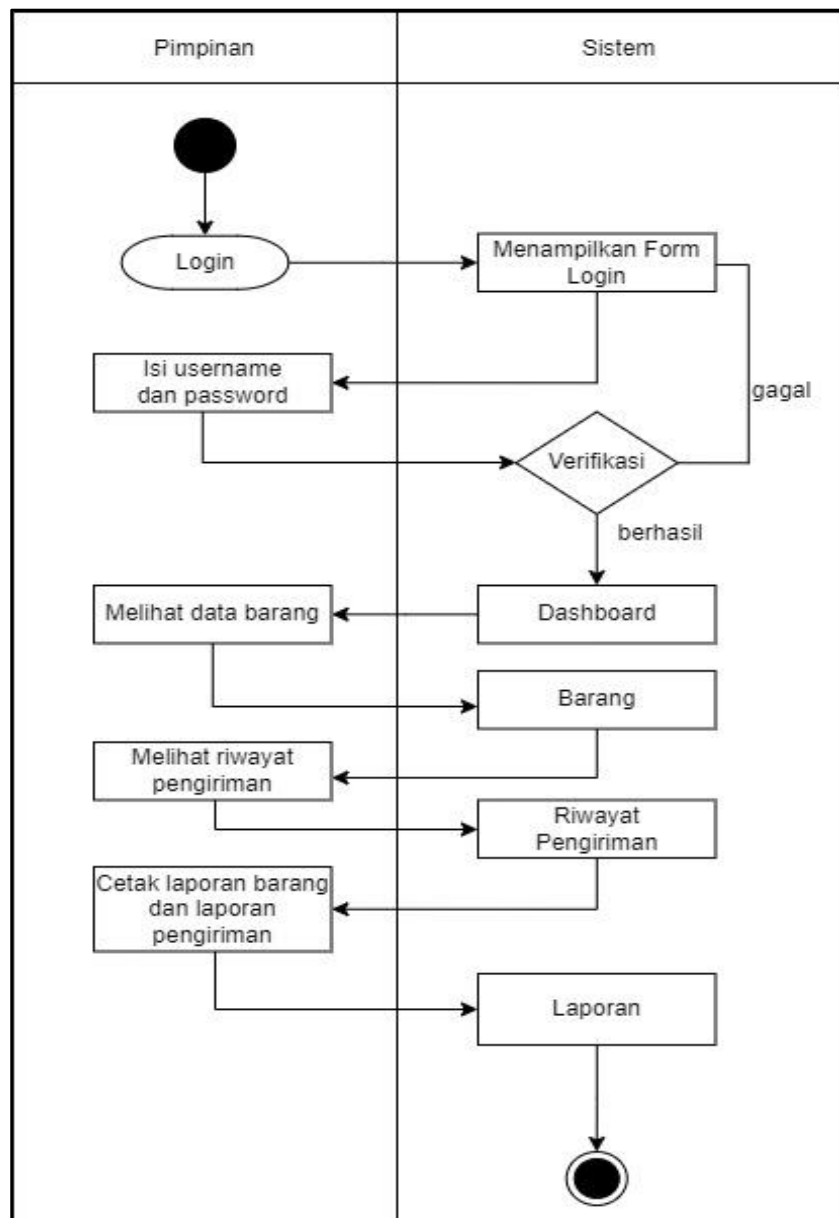 Pimpinan
Sistem
Login
Menampilkan Form
Login
Isi username
dan password
gagal
Verifikasi
berhasil
Melihat data barang
Dashboard
Barang
Melihat riwayat
pengiriman
Riwayat
Pengiriman
Cetak laporan barang
dan laporan
pengiriman
Laporan